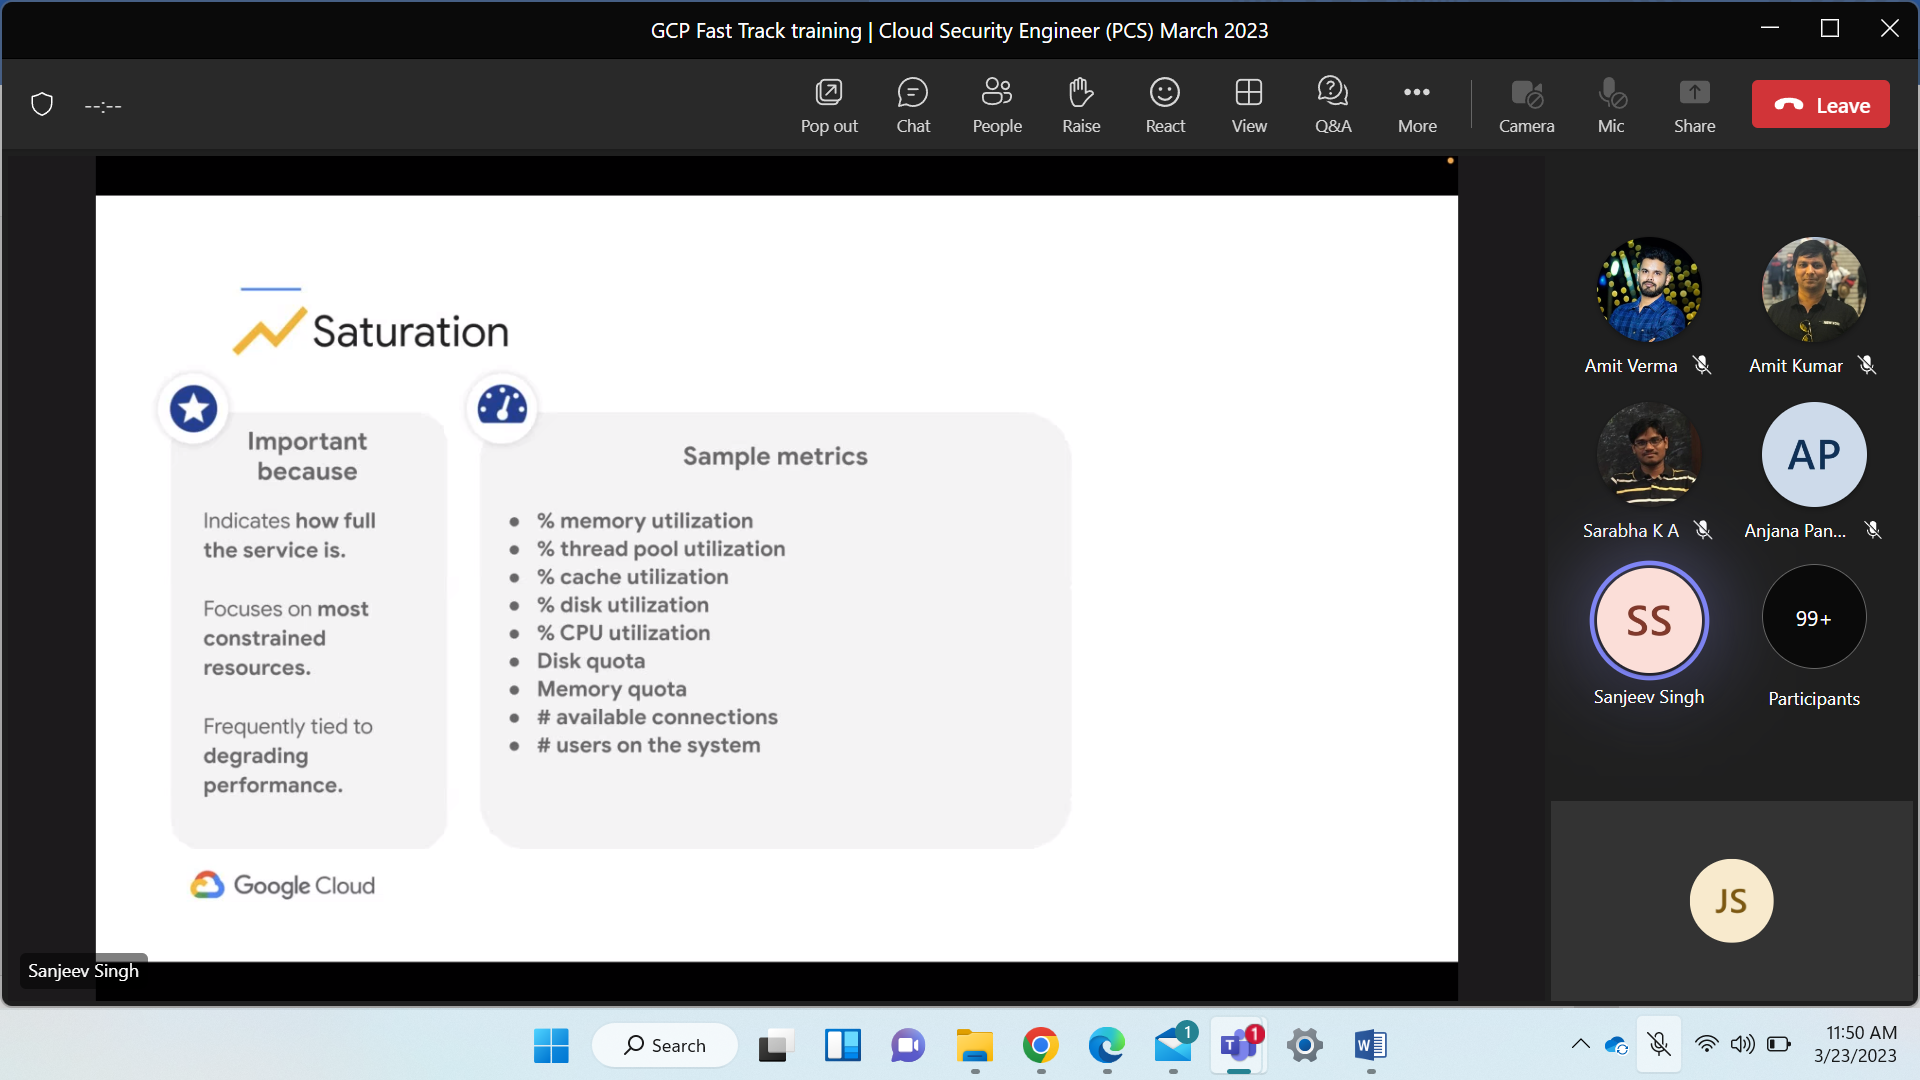 GCP Fast Track training | Cloud Security Engineer (PCS) March 2023
--:--
Pop out
Chat
People
Raise
React
View
Q&A
More
Camera
Mic
Share
Leave
Saturation
Important
because
Indicates how full
the service is.
Focuses on most
constrained
resources.
Frequently tied to
degrading
performance.
Sample metrics
• % memory utilization
• % thread pool utilization
• % cache utilization
• % disk utilization
• % CPU utilization
• Disk quota
• Memory quota
• # available connections
• # users on the system
Google Cloud
Sanjeev Singh
Amit Verma
Amit Kumar
Sarabha K A
AP
Anjana Pan...
SS
Sanjeev Singh
99+
Participants
JS
Search
1
1
11:50 AM
3/23/2023